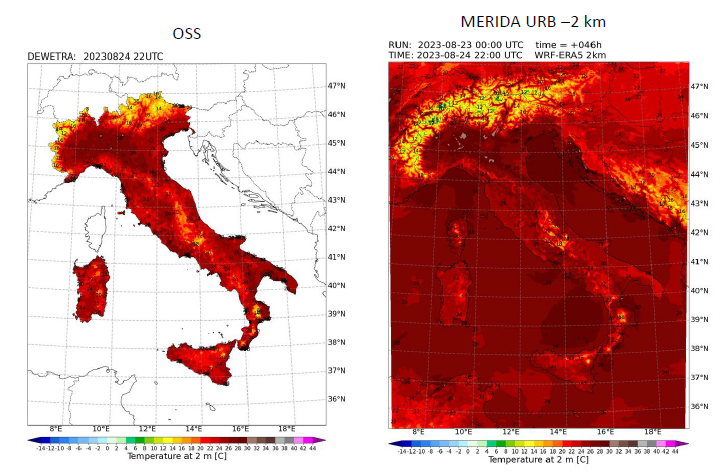 OSS
MERIDA URB –2 km
DEWETRA: 20230824 22UTC
RUN: 2023-08-23 00:00 UTC time = +046h
TIME: 2023-08-24 22:00 UTC WRF-ERA5 2km
47°N
46°N
45°N
44°N
43°N
42°N
41°N
40°N
39°N
38°N
37°N
36°N
8°E 10°E 12°E 14°E 16°E 18°E
-14-12-10 -8 -6 -4 -2 0 2 4 6 8 10 12 14 16 18 20 22 24 26 28 30 32 34 36 38 40 42 44
Temperature at 2 m [C]
47°N
46°N
45°N
44°N
43°N
42°N
41°N
40°N
39°N
38°N
37°N
36°N
8°E 10°E 12°E 14°E 16°E 18°E
-14-12-10 -8 -6 -4 -2 0 2 4 6 8 10 12 14 16 18 20 22 24 26 28 30 32 34 36 38 40 42 44
Temperature at 2 m [C]